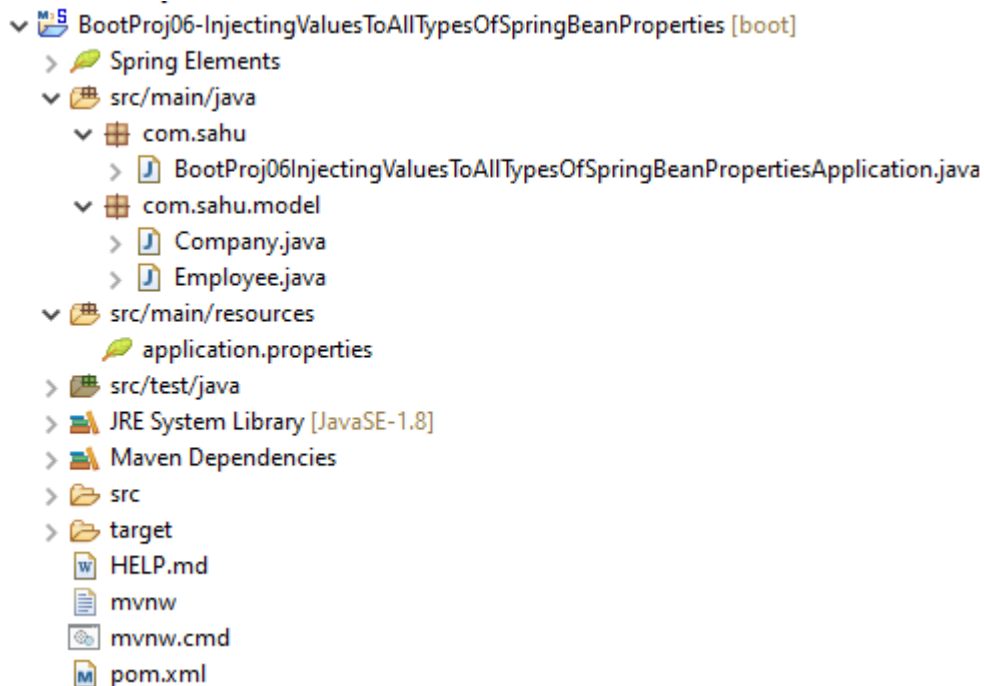 BootProj06-InjectingValuesToAllTypesOfSpringBeanProperties [boot]
Spring Elements
src/main/java
com.sahu
BootProj06InjectingValuesToAllTypesOfSpringBeanPropertiesApplication.java
com.sahu.model
Company.java
Employee.java
src/main/resources
application.properties
src/test/java
JRE System Library [JavaSE-1.8]
Maven Dependencies
src
target
HELP.md
mvnw
mvnw.cmd
pom.xml